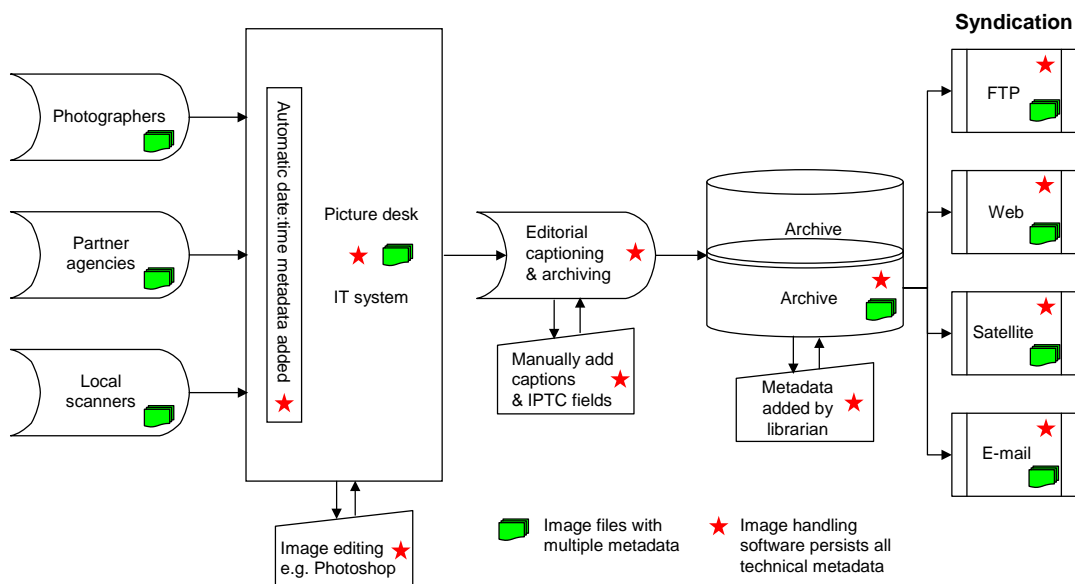 Syndication
Photographers
Partner
agencies
Local
scanners
Automatic date:time metadata added
Picture desk
IT system
Image editing
e.g. Photoshop
Editorial
captioning
& archiving
Manually add
captions
& IPTC fields
Archive
Archive
Metadata
added by
librarian
FTP
Web
Satellite
E-mail
Image files with
multiple metadata
Image handling
software persists all
technical metadata